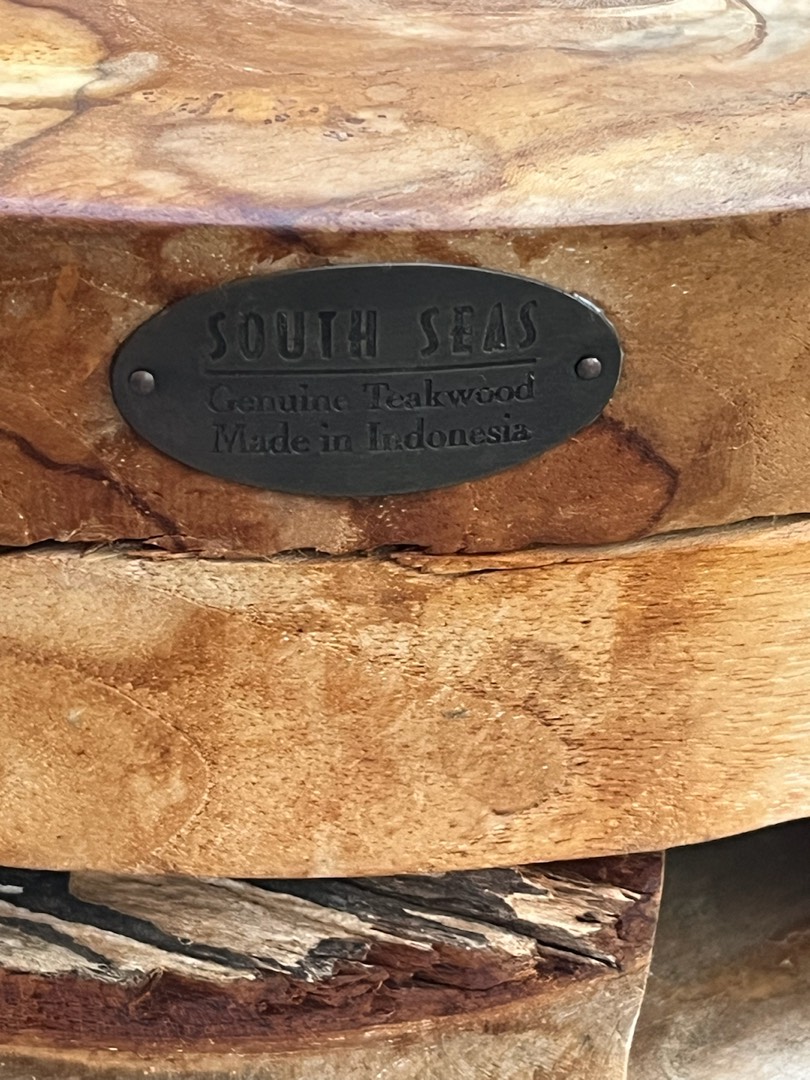 SOUTH SEAS
Genuine Teakwood
Made in Indonesia